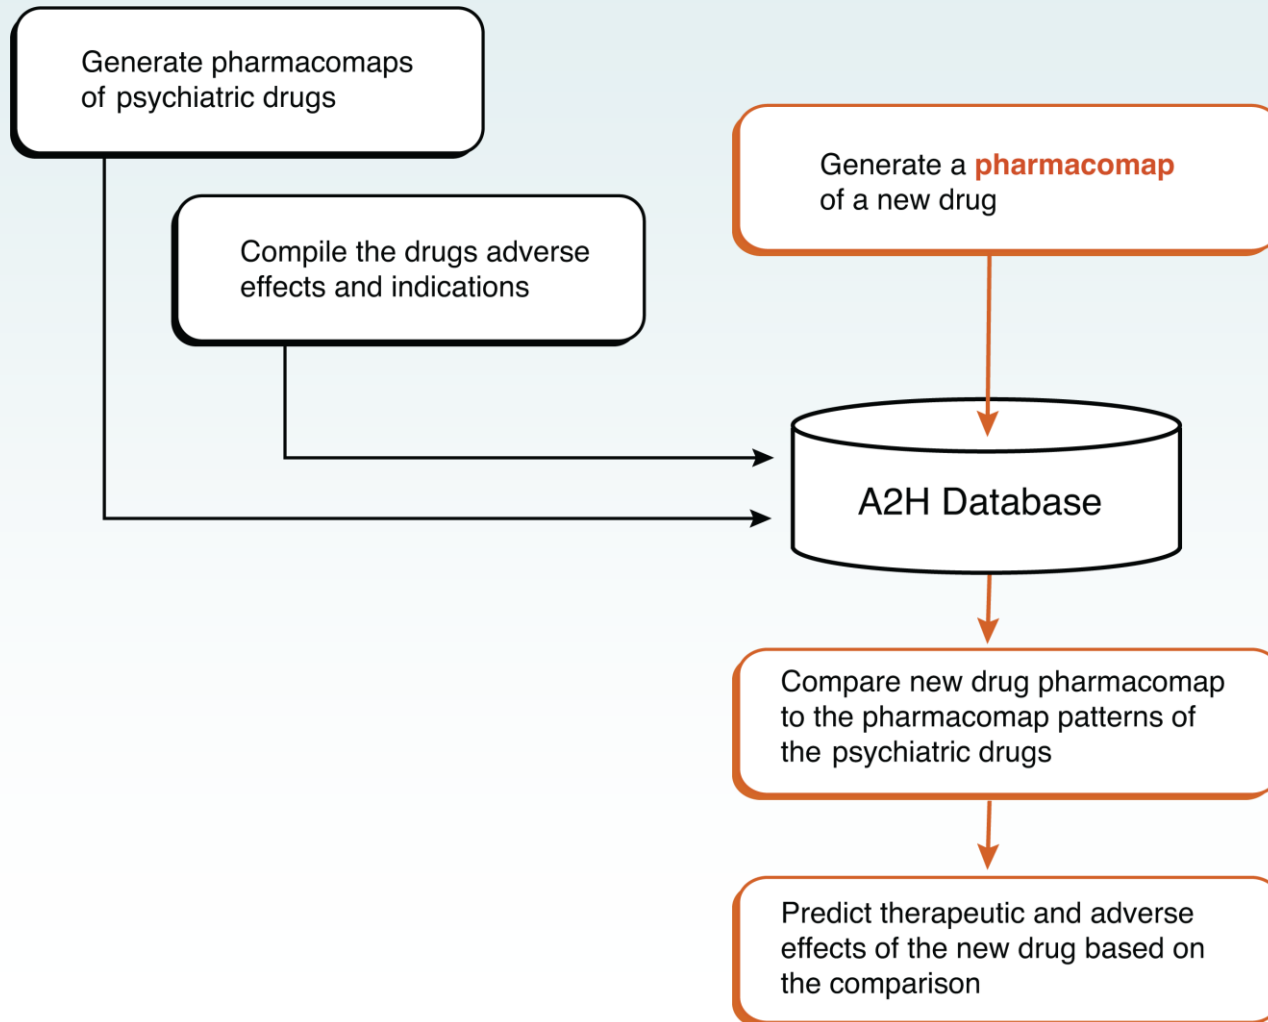 Generate pharmacomaps
of psychiatric drugs
Compile the drugs adverse
effects and indications
Generate a pharmacomap
of a new drug
A2H Database
Compare new drug pharmacomap
to the pharmacomap patterns of
the psychiatric drugs
Predict therapeutic and adverse
effects of the new drug based on
the comparison